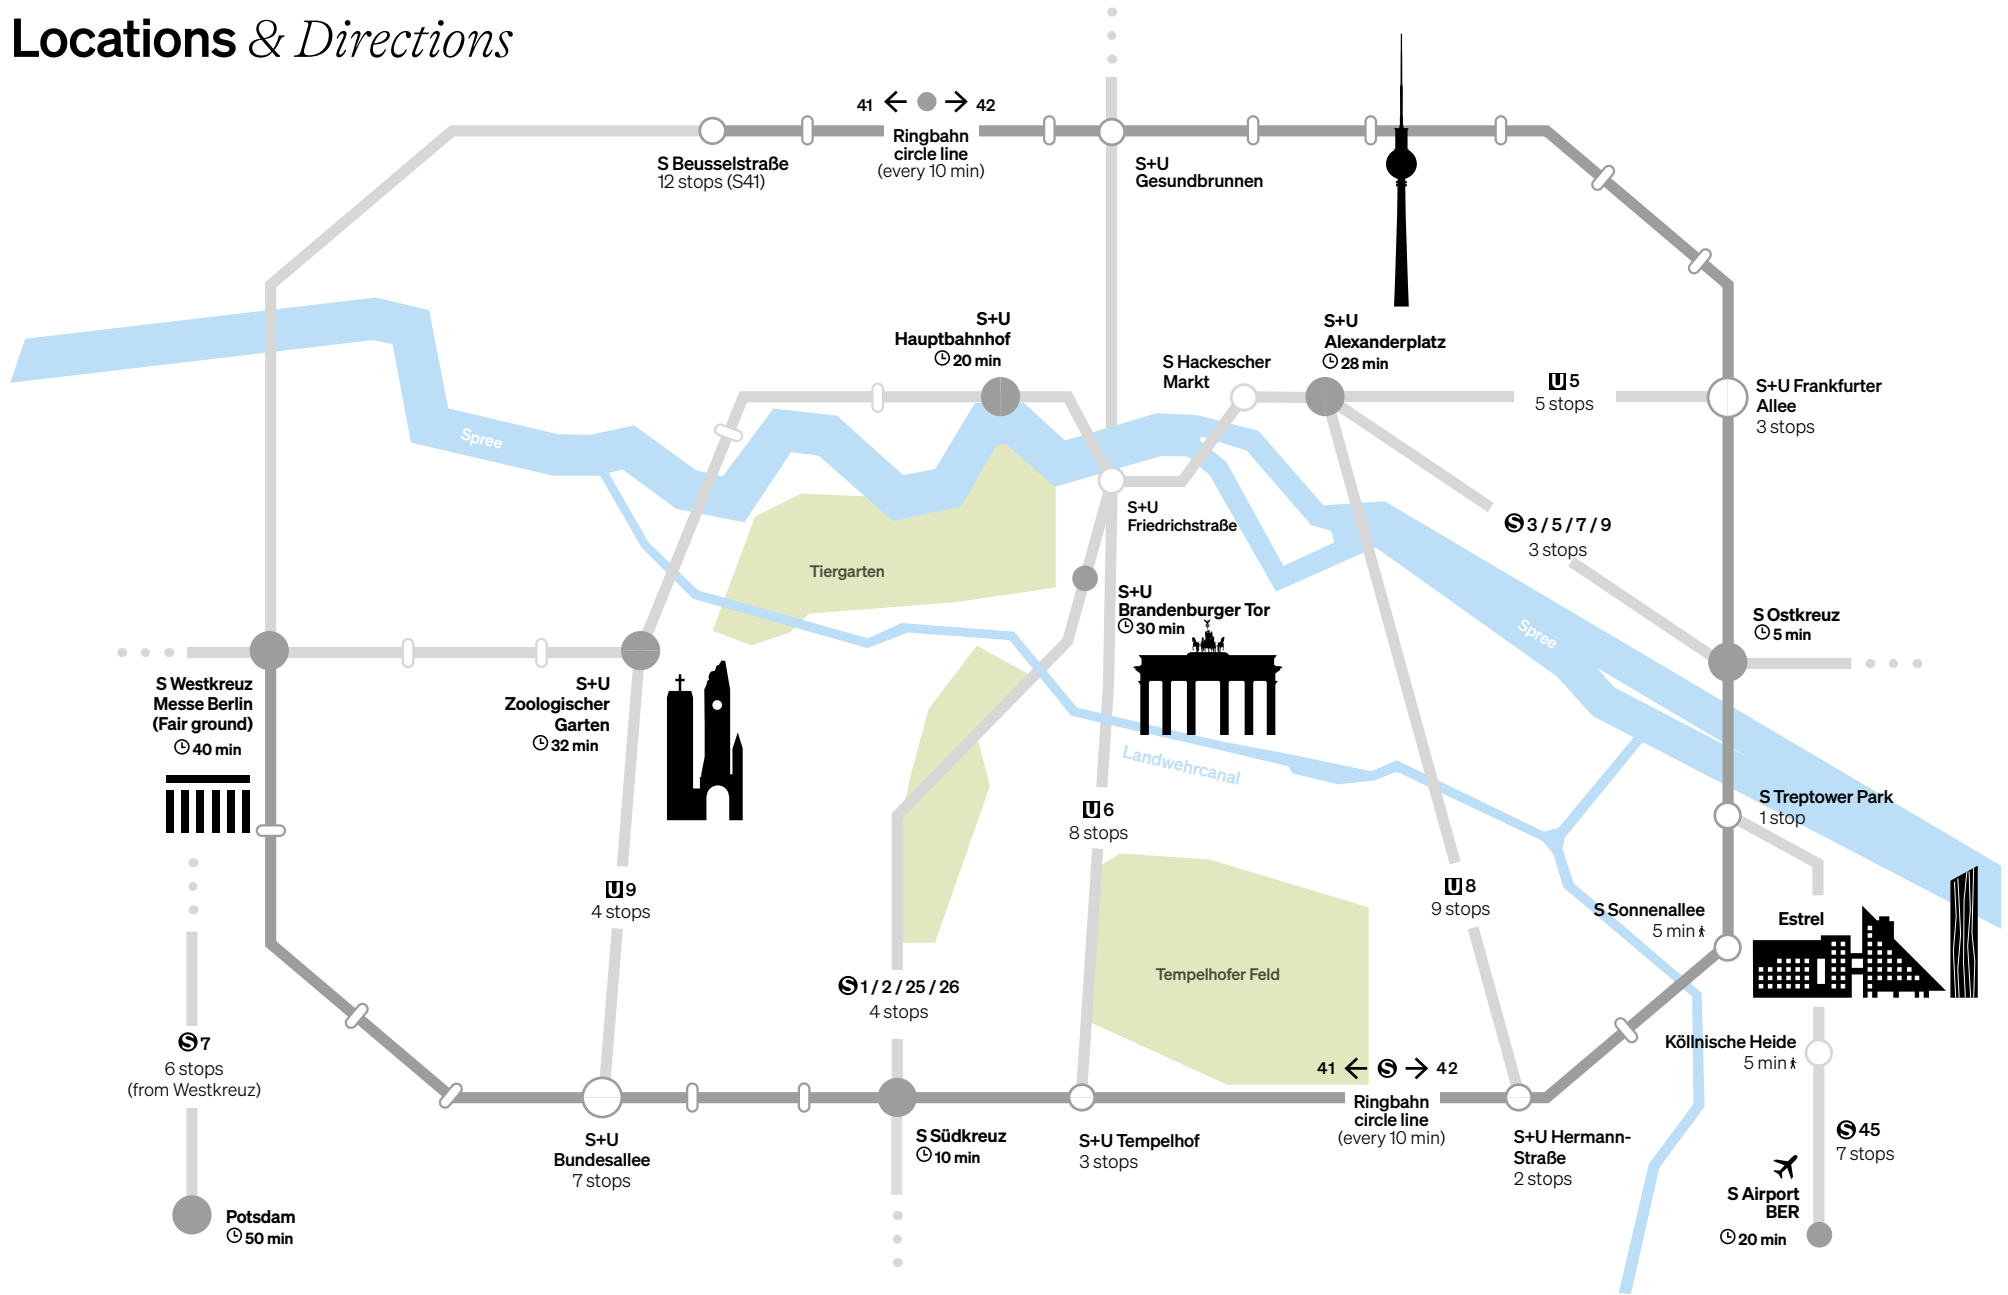 Locations & Directions
41 42
Ringbahn
circle line
(every 10 min)
S Beusselstraße
12 stops (S41)
S+U
Gesundbrunnen
S+U
Hauptbahnhof
20 min
S Hackescher
Markt
S+U
Alexanderplatz
28 min
U 5
5 stops
S+U Frankfurter
Allee
3 stops
Spree
S+U
Friedrichstraße
S 3 / 5 / 7 / 9
3 stops
Tiergarten
S+U
Brandenburger Tor
30 min
Spree
S Ostkreuz
5 min
S Westkreuz
Messe Berlin
(Fair ground)
40 min
S+U
Zoologischer
Garten
32 min
Landwehrcanal
U 6
8 stops
S Treptower Park
1 stop
U 9
4 stops
U 8
9 stops
S Sonnenallee
5 min
Estrel
Tempelhofer Feld
S 1 / 2 / 25 / 26
4 stops
S 7
6 stops
(from Westkreuz)
Köllnische Heide
5 min
41 S 42
Ringbahn
circle line
(every 10 min)
S+U
Bundesallee
7 stops
S Südkreuz
10 min
S+U Tempelhof
3 stops
S+U Hermann-
Straße
2 stops
S 45
7 stops
S Airport
BER
20 min
Potsdam
50 min